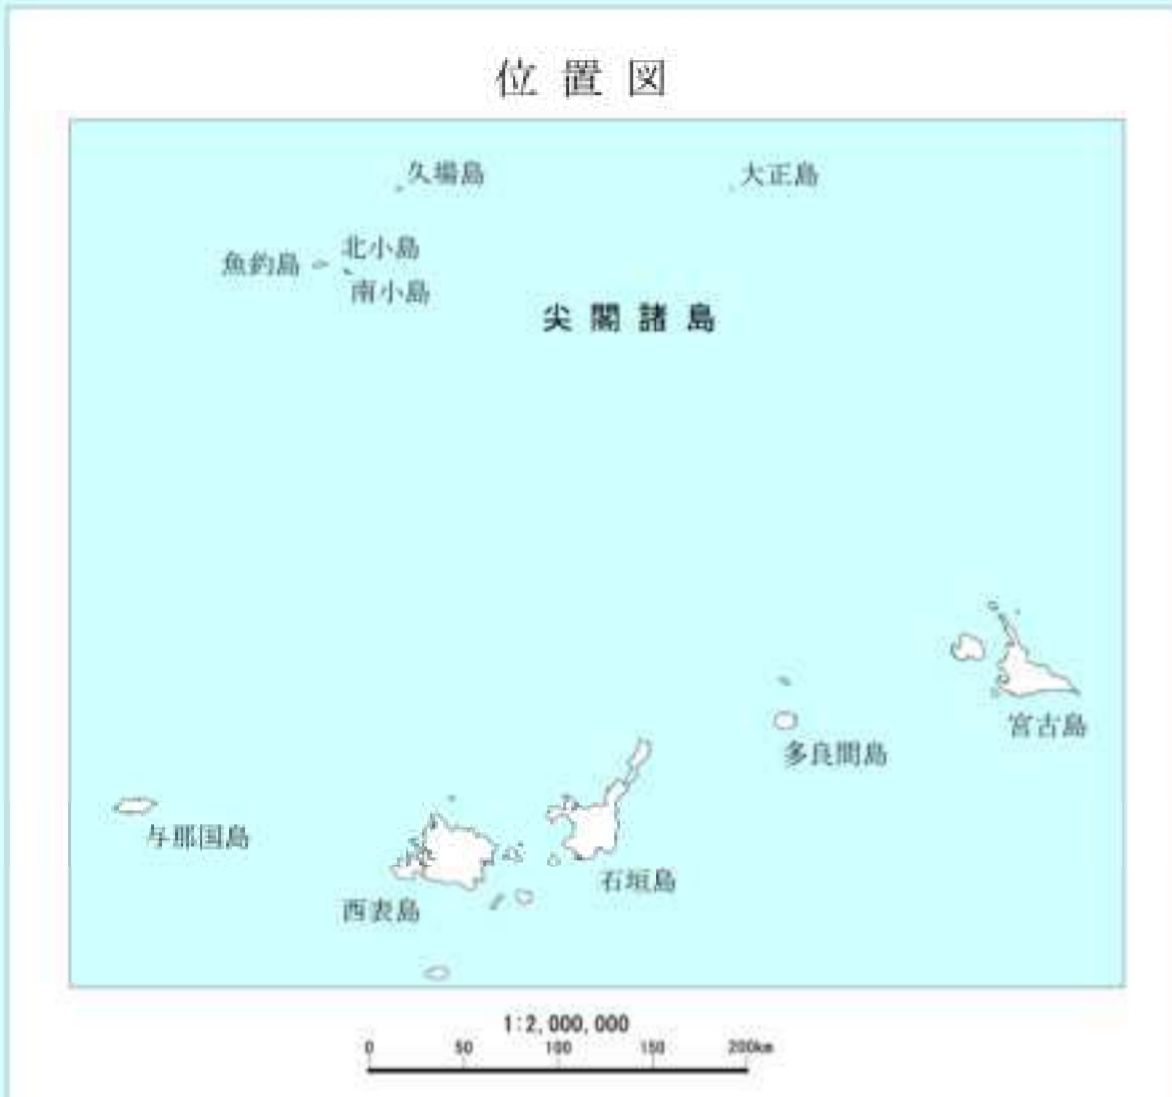 位置図
久場島
大正島
北小島
魚釣島
南小島
尖閣諸島
宮古島
多良間島
与那国島
石垣島
西表島
1:2,000,000
0 50 100 150 200km